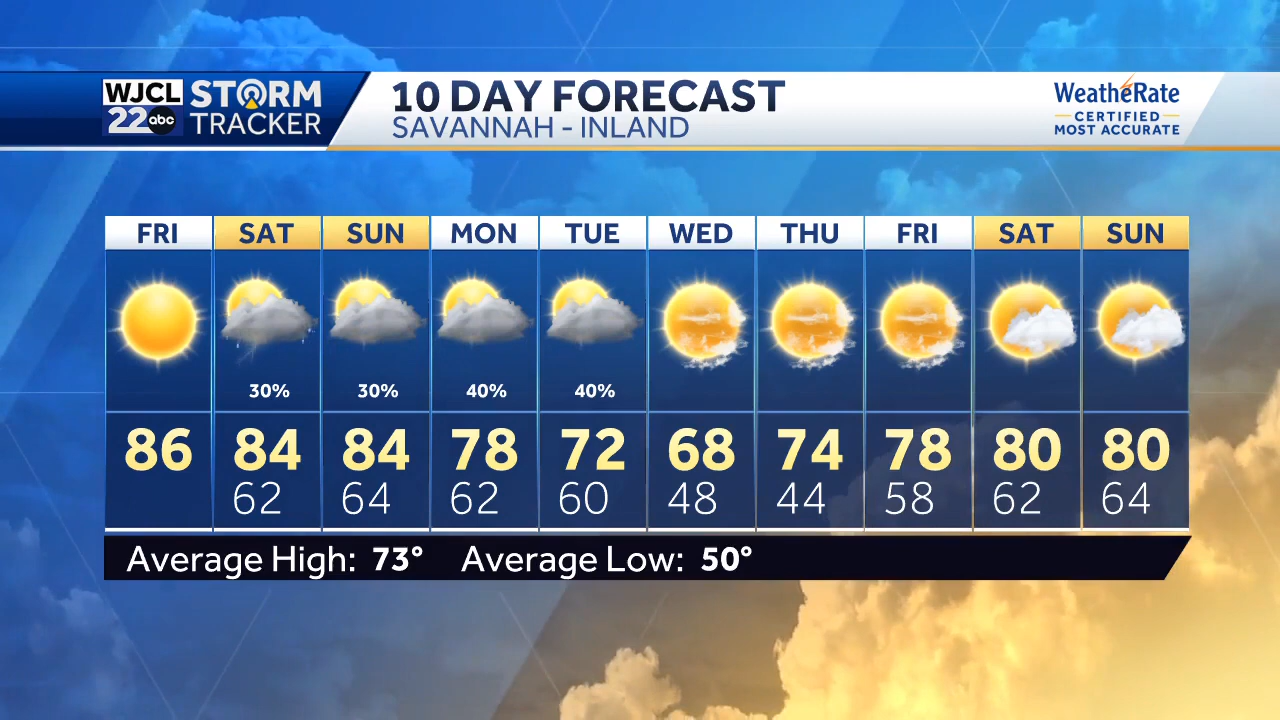 WJCL
22 abc
STORM
TRACKER
10 DAY FORECAST
SAVANNAH - INLAND
WeatheRate
CERTIFIED
MOST ACCURATE
FRI SAT SUN MON TUE WED THU FRI SAT SUN
30% 30% 40% 40%
86 84 84 78 72 68 74 78 80 80
62 64 62 60 48 44 58 62 64
Average High: 73° Average Low: 50°